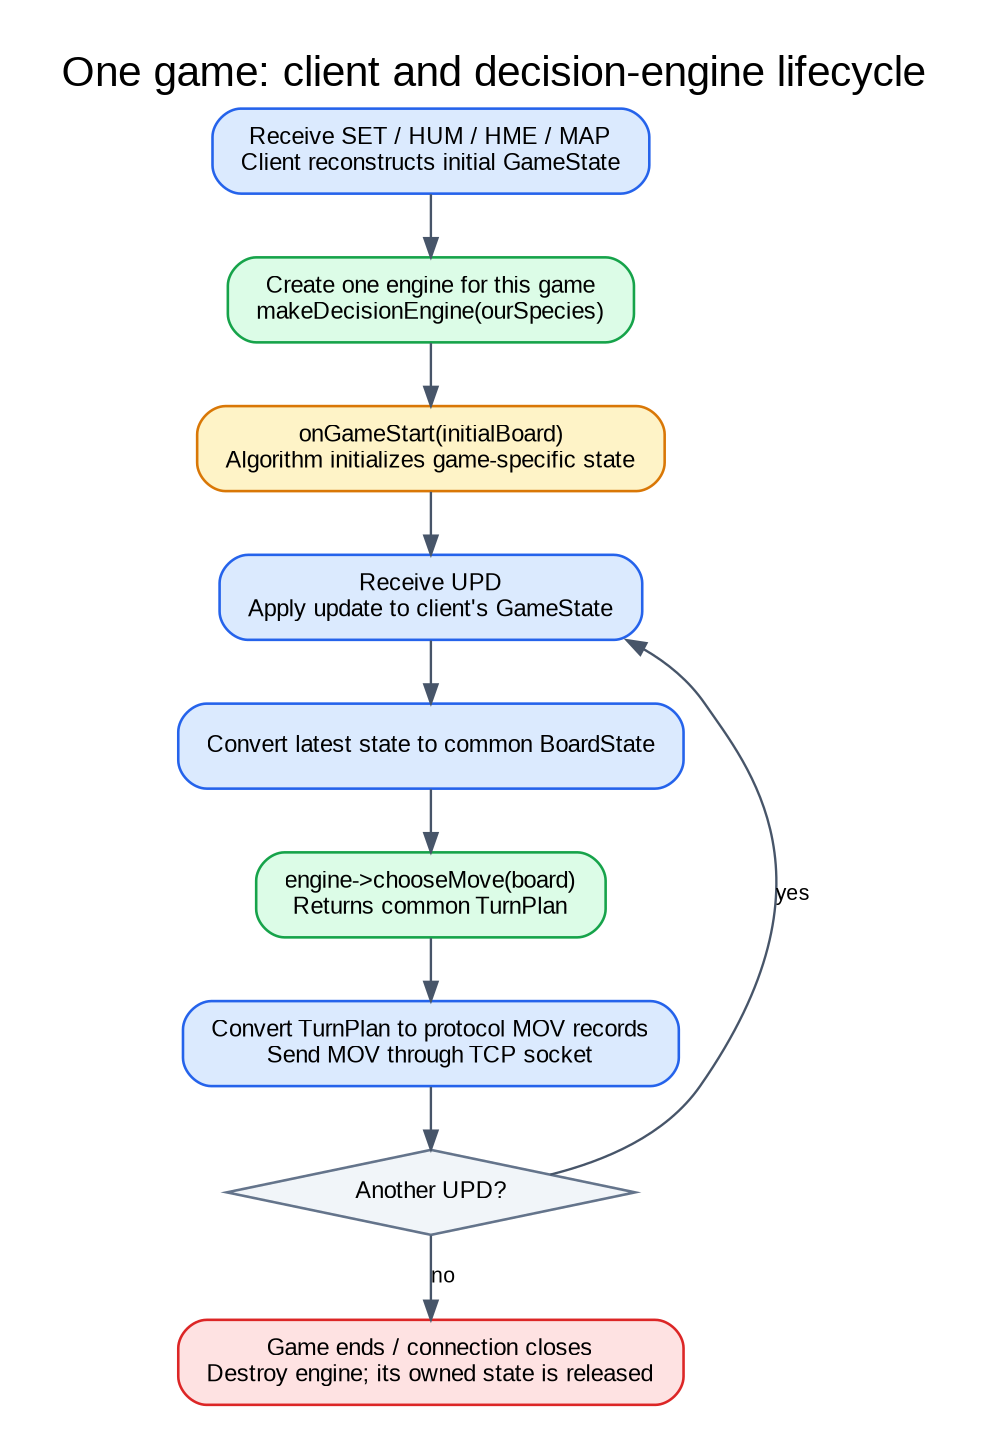 One game: client and decision-engine lifecycle
Receive SET / HUM / HME / MAP
Client reconstructs initial GameState
Create one engine for this game
makeDecisionEngine(ourSpecies)
onGameStart(initialBoard)
Algorithm initializes game-specific state
Receive UPD
Apply update to client's GameState
Convert latest state to common BoardState
engine->chooseMove(board)
Returns common TurnPlan
yes
Convert TurnPlan to protocol MOV records
Send MOV through TCP socket
Another UPD?
no
Game ends / connection closes
Destroy engine; its owned state is released